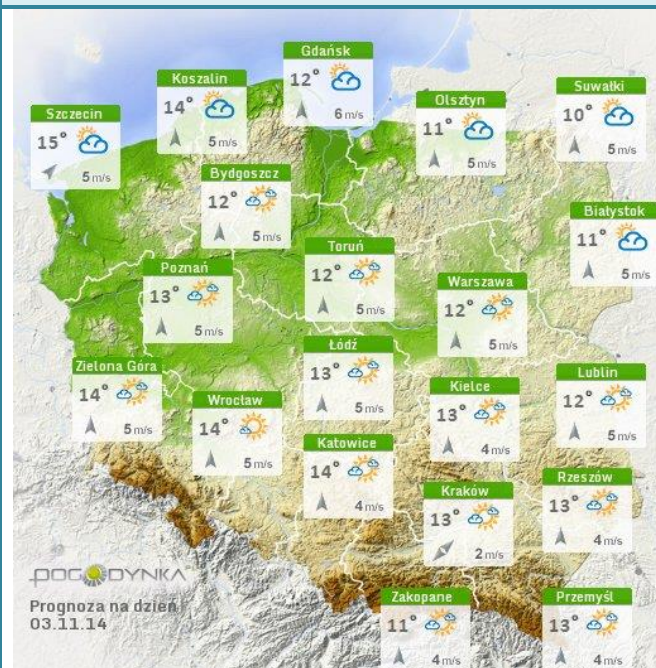 Gdańsk
12°
6 m/s
Koszalin
14°
5 m/s
Suwałki
10°
5 m/s
Olsztyn
11°
5 m/s
Szczecin
15°
5 m/s
Bydgoszcz
12°
5 m/s
Białystok
11°
5 m/s
Toruń
12°
5 m/s
Poznań
13°
5 m/s
Warszawa
12°
5 m/s
Łódź
13°
5 m/s
Zielona Góra
14°
5 m/s
Lublin
12°
5 m/s
Kielce
13°
4 m/s
Wrocław
14°
5 m/s
Katowice
14°
4 m/s
Rzeszów
13°
4 m/s
Kraków
13°
2 m/s
Zakopane
11°
4 m/s
Przemyśl
13°
4 m/s
POGODYNKA
Prognoza na dzień
03.11.14